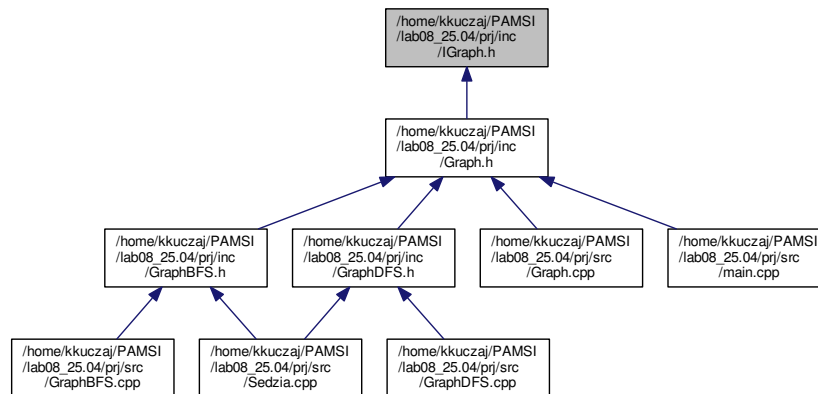 /home/kkuczaj/PAMSI
/lab08_25.04/prj/inc
/IGraph.h
/home/kkuczaj/PAMSI
/lab08_25.04/prj/inc
/Graph.h
/home/kkuczaj/PAMSI
/lab08_25.04/prj/inc
/GraphBFS.h
/home/kkuczaj/PAMSI
/lab08_25.04/prj/inc
/GraphDFS.h
/home/kkuczaj/PAMSI
/lab08_25.04/prj/src
/Graph.cpp
/home/kkuczaj/PAMSI
/lab08_25.04/prj/src
/main.cpp
/home/kkuczaj/PAMSI
/lab08_25.04/prj/src
/GraphBFS.cpp
/home/kkuczaj/PAMSI
/lab08_25.04/prj/src
/Sedzia.cpp
/home/kkuczaj/PAMSI
/lab08_25.04/prj/src
/GraphDFS.cpp